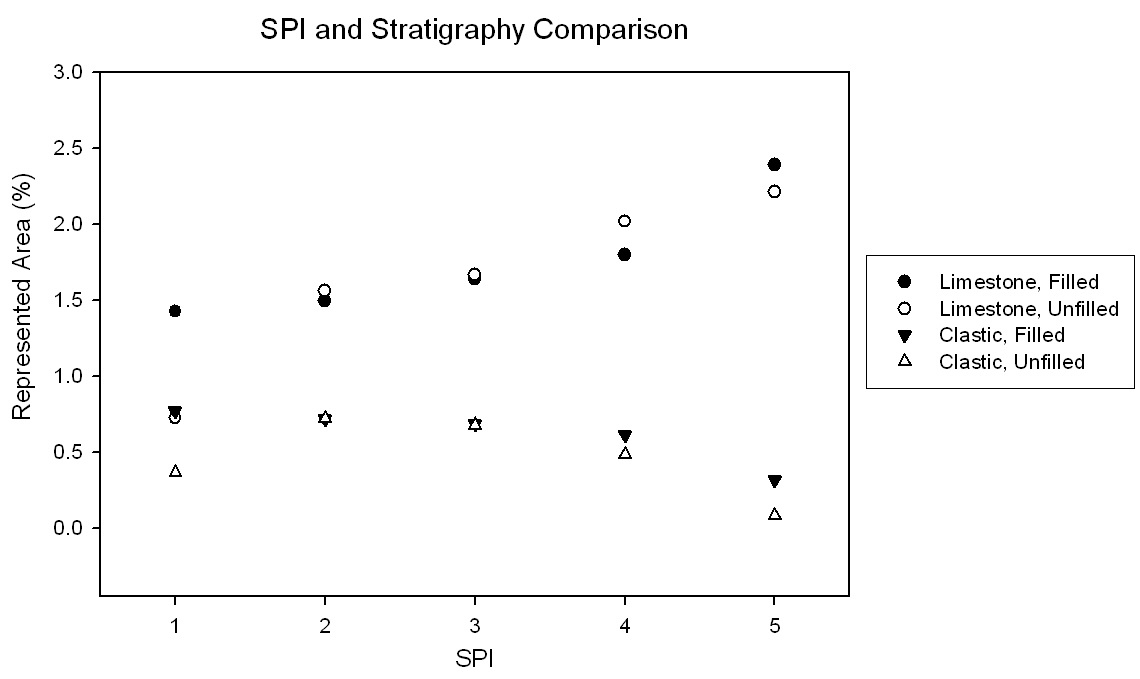 SPI and Stratigraphy Comparison
3.0
2.5
2.0
1.5
1.0
0.5
0.0
Represented Area (%)
1 2 3 4 5
SPI
Limestone, Filled
Limestone, Unfilled
Clastic, Filled
Clastic, Unfilled